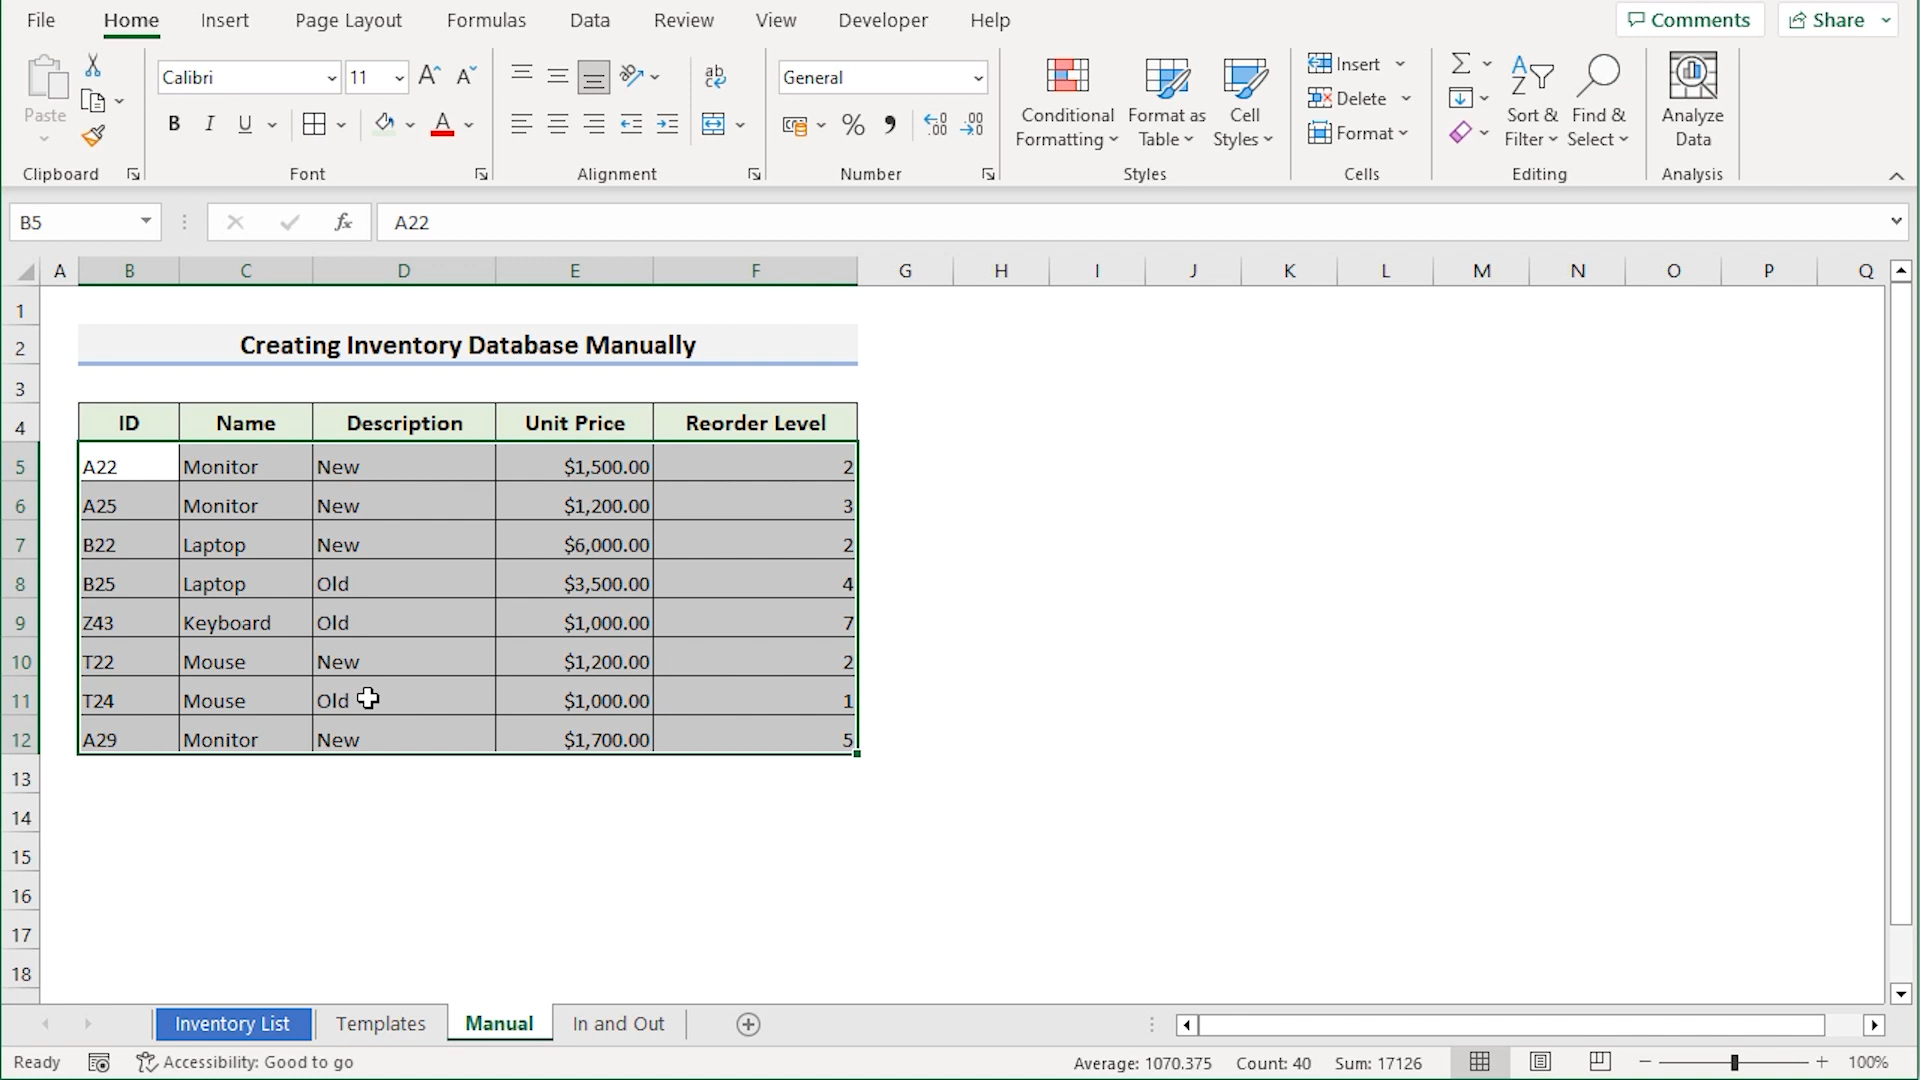 File Home Insert Page Layout Formulas Data Review View Developer Help Comments Share
Calibri 11 ab General Insert
Paste Conditional Formatting Format as Table Cell Styles Delete Sort & Filter Find & Select Analyze Data
B I U A % Format
Clipboard Font Alignment Number Styles Cells Editing Analysis
B5 fx A22
A B C D E F G H I J K L M N O P Q
1
2 Creating Inventory Database Manually
3
4 ID Name Description Unit Price Reorder Level
5 A22 Monitor New $1,500.00 2
6 A25 Monitor New $1,200.00 3
7 B22 Laptop New $6,000.00 2
8 B25 Laptop Old $3,500.00 4
9 Z43 Keyboard Old $1,000.00 7
10 T22 Mouse New $1,200.00 2
11 T24 Mouse Old $1,000.00 1
12 A29 Monitor New $1,700.00 5
13
14
15
16
17
18
Inventory List Templates Manual In and Out
Ready Accessibility: Good to go Average: 1070.375 Count: 40 Sum: 17126 100%